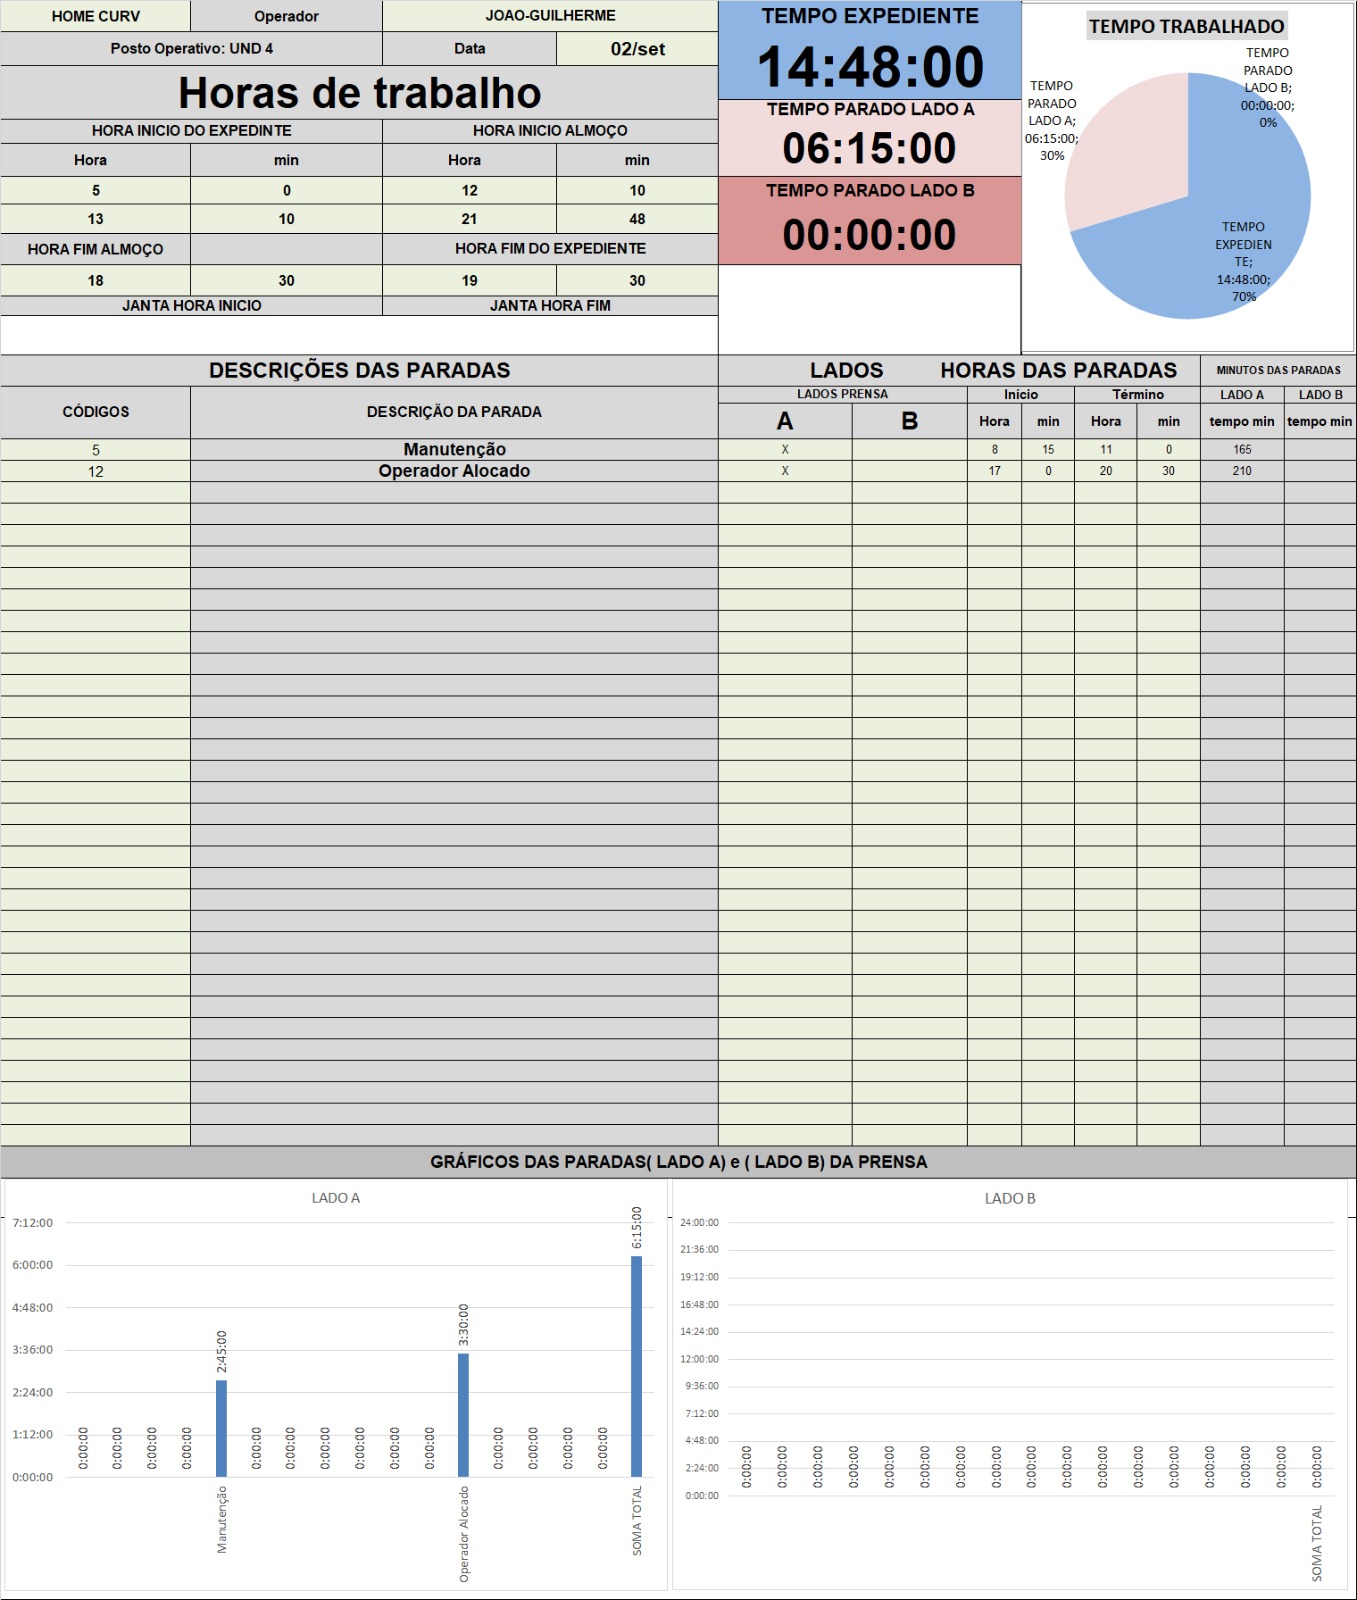 HOME CURV Operador JOAO-GUILHERME
Posto Operativo: UND 4 Data 02/set
Horas de trabalho
HORA INICIO DO EXPEDINTE HORA INICIO ALMOÇO
Hora min Hora min
5 0 12 10
13 10 21 48
HORA FIM ALMOÇO HORA FIM DO EXPEDIENTE
18 30 19 30
JANTA HORA INICIO JANTA HORA FIM
TEMPO EXPEDIENTE
14:48:00
TEMPO PARADO LADO A
06:15:00
TEMPO PARADO LADO B
00:00:00
TEMPO TRABALHADO
TEMPO
PARADO
LADO B;
00:00:00;
0%
TEMPO
PARADO
LADO A;
06:15:00;
30%
TEMPO
EXPEDIEN
TE;
14:48:00;
70%
DESCRIÇÕES DAS PARADAS LADOS HORAS DAS PARADAS MINUTOS DAS PARADAS
CÓDIGOS DESCRIÇÃO DA PARADA LADOS PRENSA Início Término LADO A LADO B
A B Hora min Hora min tempo min tempo min
5 Manutenção X 8 15 11 0 165
12 Operador Alocado X 17 0 20 30 210
GRÁFICOS DAS PARADAS( LADO A) e ( LADO B) DA PRENSA
LADO A
7:12:00
6:00:00
4:48:00
3:36:00
2:24:00
1:12:00
0:00:00
0:00:00 0:00:00 0:00:00 0:00:00 2:45:00 0:00:00 0:00:00 0:00:00 0:00:00 0:00:00 0:00:00 3:30:00 0:00:00 0:00:00 0:00:00 0:00:00 6:15:00
Manutenção Operador Alocado SOMA TOTAL
LADO B
24:00:00
21:36:00
19:12:00
16:48:00
14:24:00
12:00:00
9:36:00
7:12:00
4:48:00
2:24:00
0:00:00
0:00:00 0:00:00 0:00:00 0:00:00 0:00:00 0:00:00 0:00:00 0:00:00 0:00:00 0:00:00 0:00:00 0:00:00 0:00:00 0:00:00 0:00:00 0:00:00 0:00:00
SOMA TOTAL